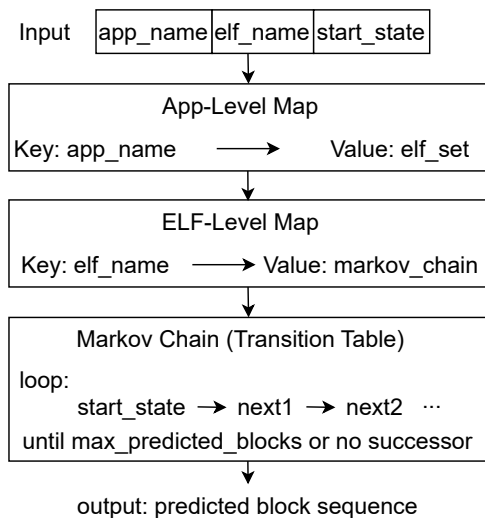 Input app_name elf_name start_state
App-Level Map
Key: app_name Value: elf_set
ELF-Level Map
Key: elf_name Value: markov_chain
Markov Chain (Transition Table)
loop:
start_state next1 next2 ...
until max_predicted_blocks or no successor
output: predicted block sequence